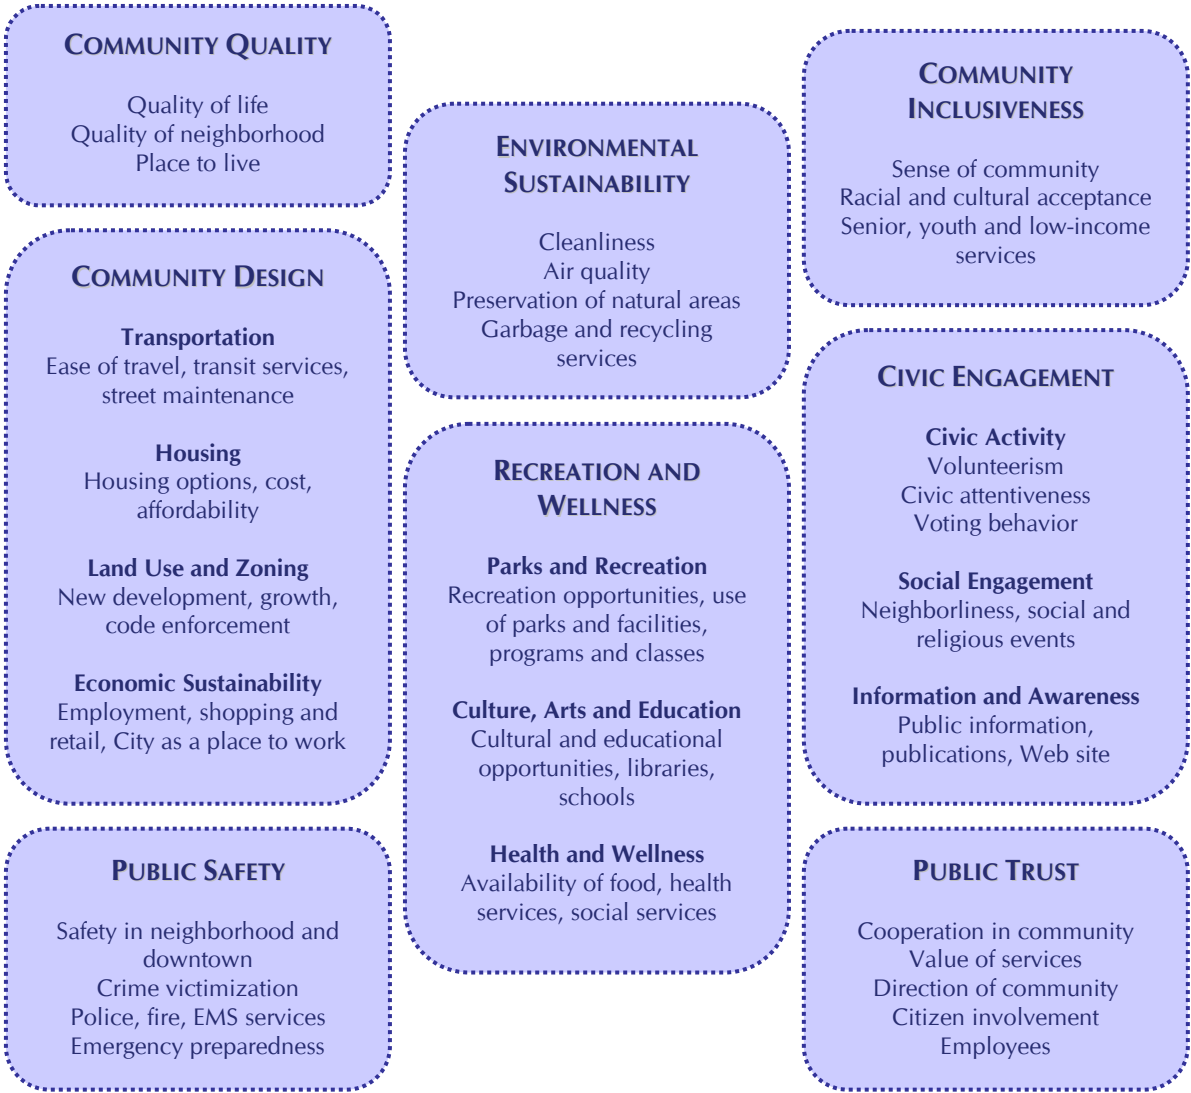 COMMUNITY QUALITY
Quality of life
Quality of neighborhood
Place to live
COMMUNITY DESIGN
Transportation
Ease of travel, transit services,
street maintenance
Housing
Housing options, cost,
affordability
Land Use and Zoning
New development, growth,
code enforcement
Economic Sustainability
Employment, shopping and
retail, City as a place to work
PUBLIC SAFETY
Safety in neighborhood and
downtown
Crime victimization
Police, fire, EMS services
Emergency preparedness
ENVIRONMENTAL
SUSTAINABILITY
Cleanliness
Air quality
Preservation of natural areas
Garbage and recycling
services
RECREATION AND
WELLNESS
Parks and Recreation
Recreation opportunities, use
of parks and facilities,
programs and classes
Culture, Arts and Education
Cultural and educational
opportunities, libraries,
schools
Health and Wellness
Availability of food, health
services, social services
COMMUNITY
INCLUSIVENESS
Sense of community
Racial and cultural acceptance
Senior, youth and low-income
services
CIVIC ENGAGEMENT
Civic Activity
Volunteerism
Civic attentiveness
Voting behavior
Social Engagement
Neighborliness, social and
religious events
Information and Awareness
Public information,
publications, Web site
PUBLIC TRUST
Cooperation in community
Value of services
Direction of community
Citizen involvement
Employees